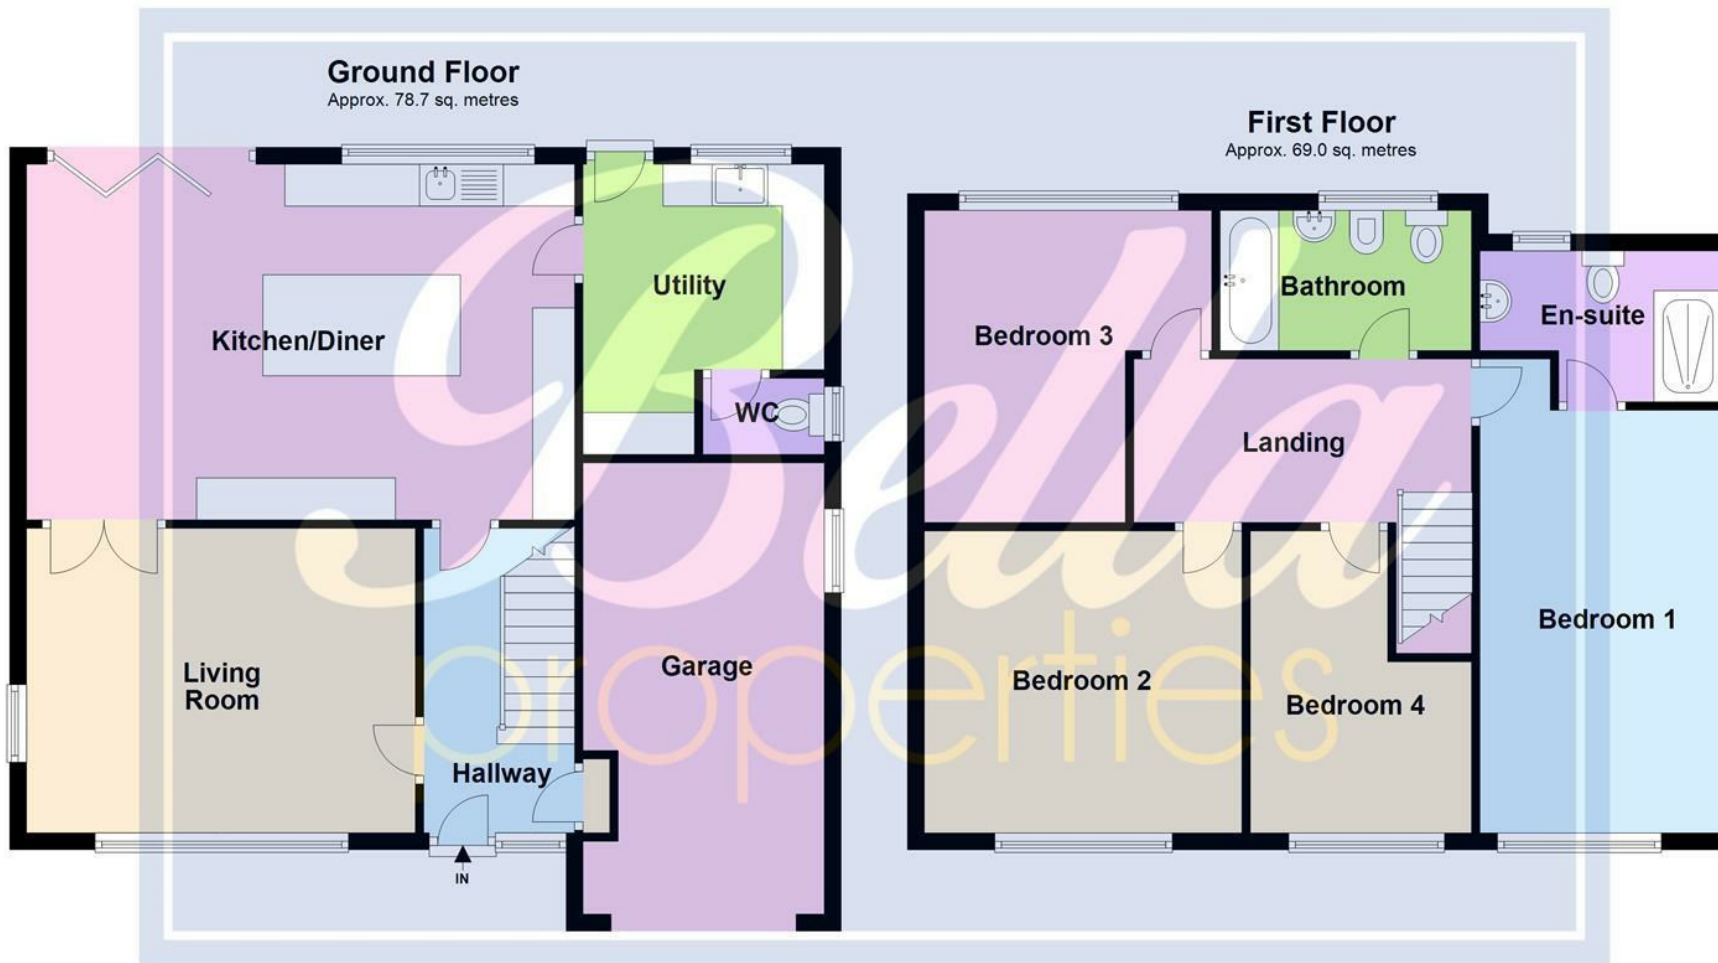 Ground Floor
Approx. 78.7 sq. metres
Kitchen/Diner
Utility
WC
Living
Room
Hallway
Garage
IN
First Floor
Approx. 69.0 sq. metres
Bedroom 3
Bathroom
En-suite
Landing
Bedroom 1
Bedroom 2
Bedroom 4
Bella
properties